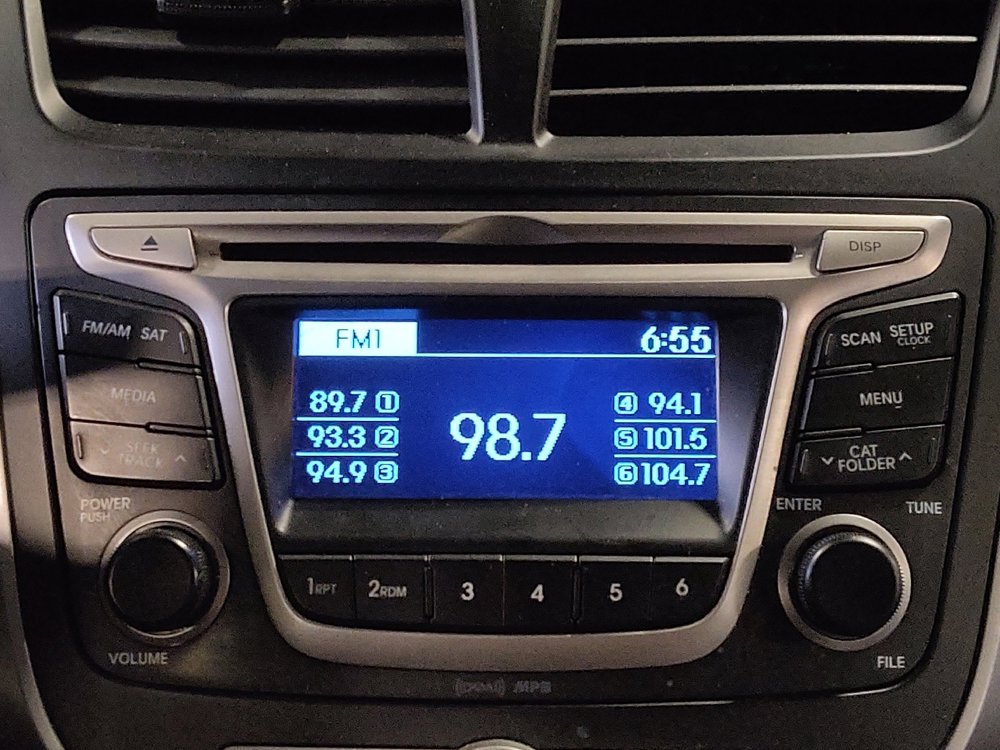 DISP
FM/AM SAT
MEDIA
SEEK
TRACK
POWER
PUSH
VOLUME
FM1 6:55
89.7 1
93.3 2
94.9 3
98.7
4 94.1
5 101.5
6 104.7
1RPT 2RDM 3 4 5 6
SCAN SETUP
CLOCK
MENU
CAT
FOLDER
ENTER TUNE
FILE
MP3